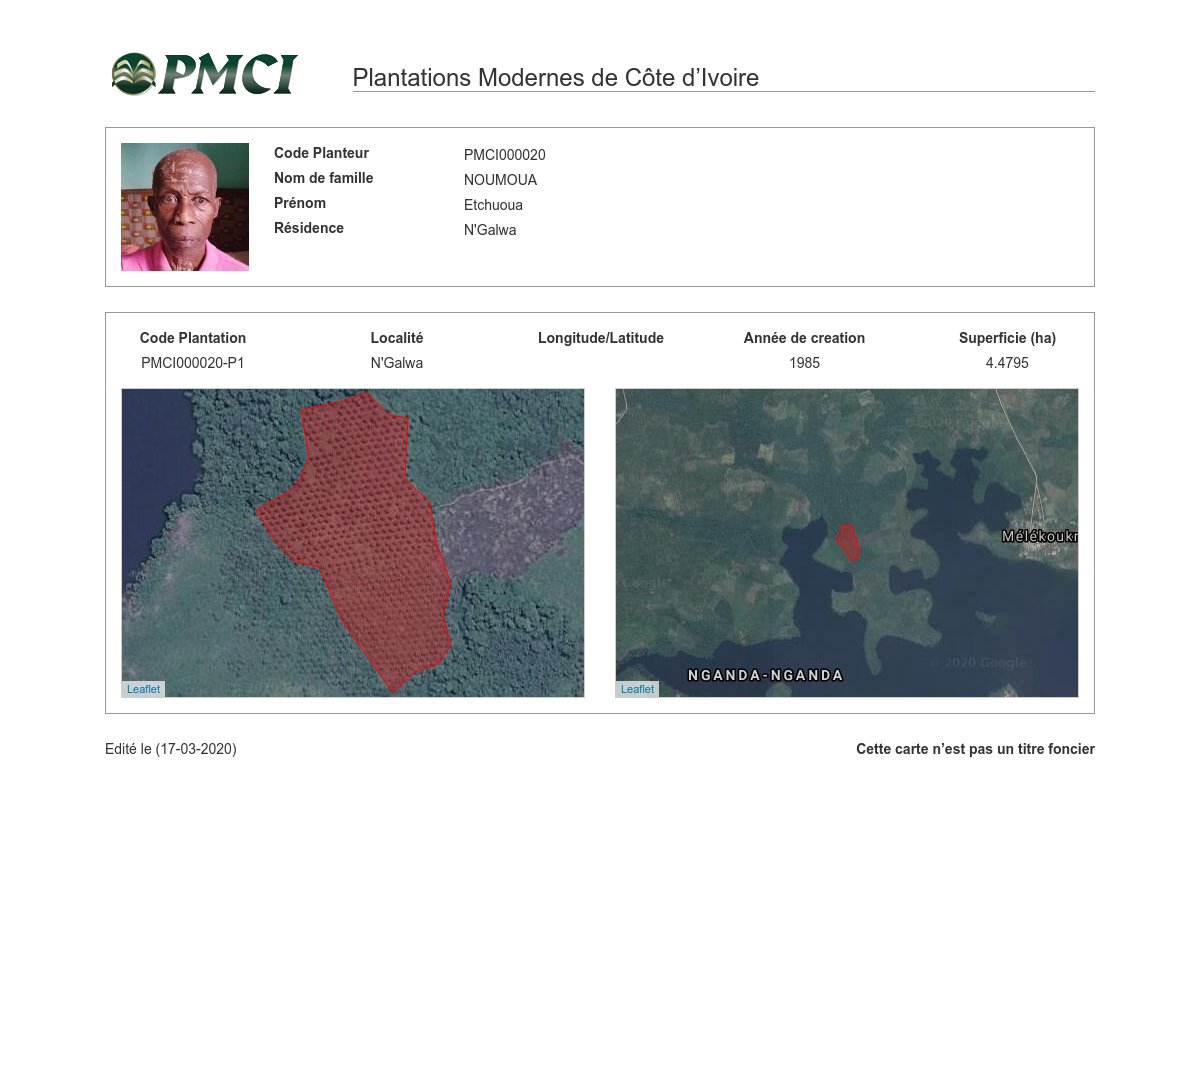 PMCI
Plantations Modernes de Côte d’Ivoire
Code Planteur PMCI000020
Nom de famille NOUMOUA
Prénom Etchuoua
Résidence N'Galwa
Code Plantation Localité Longitude/Latitude Année de creation Superficie (ha)
PMCI000020-P1 N'Galwa 1985 4.4795
© 2020 Google
Mélékoukr
Google
© 2020 Google
NGANDA-NGANDA
Leaflet Leaflet
Edité le (17-03-2020) Cette carte n’est pas un titre foncier